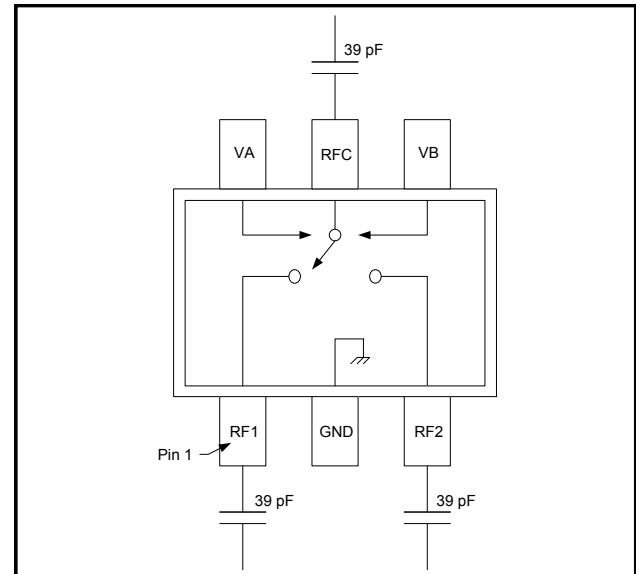 39 pF
VA RFC VB
RF1 GND RF2
Pin 1
39 pF 39 pF